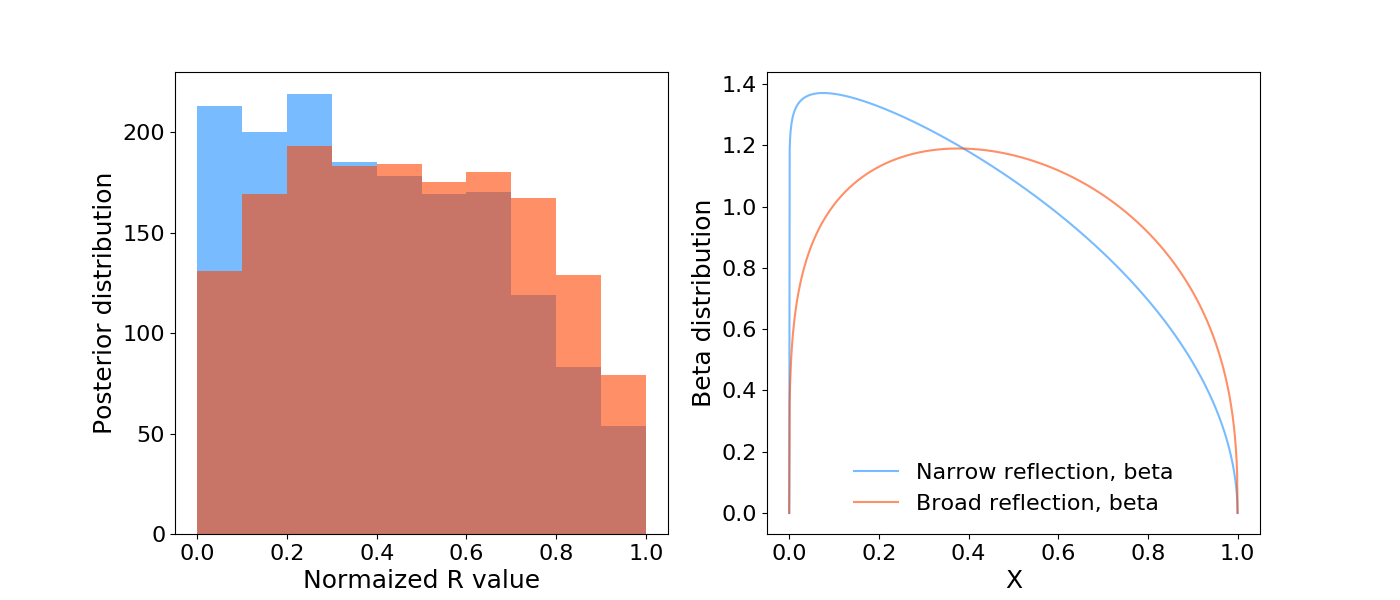 Posterior distribution
200
150
100
50
0
0.0 0.2 0.4 0.6 0.8 1.0
Normaized R value
Beta distribution
1.4
1.2
1.0
0.8
0.6
0.4
0.2
0.0
Narrow reflection, beta
Broad reflection, beta
0.0 0.2 0.4 0.6 0.8 1.0
X